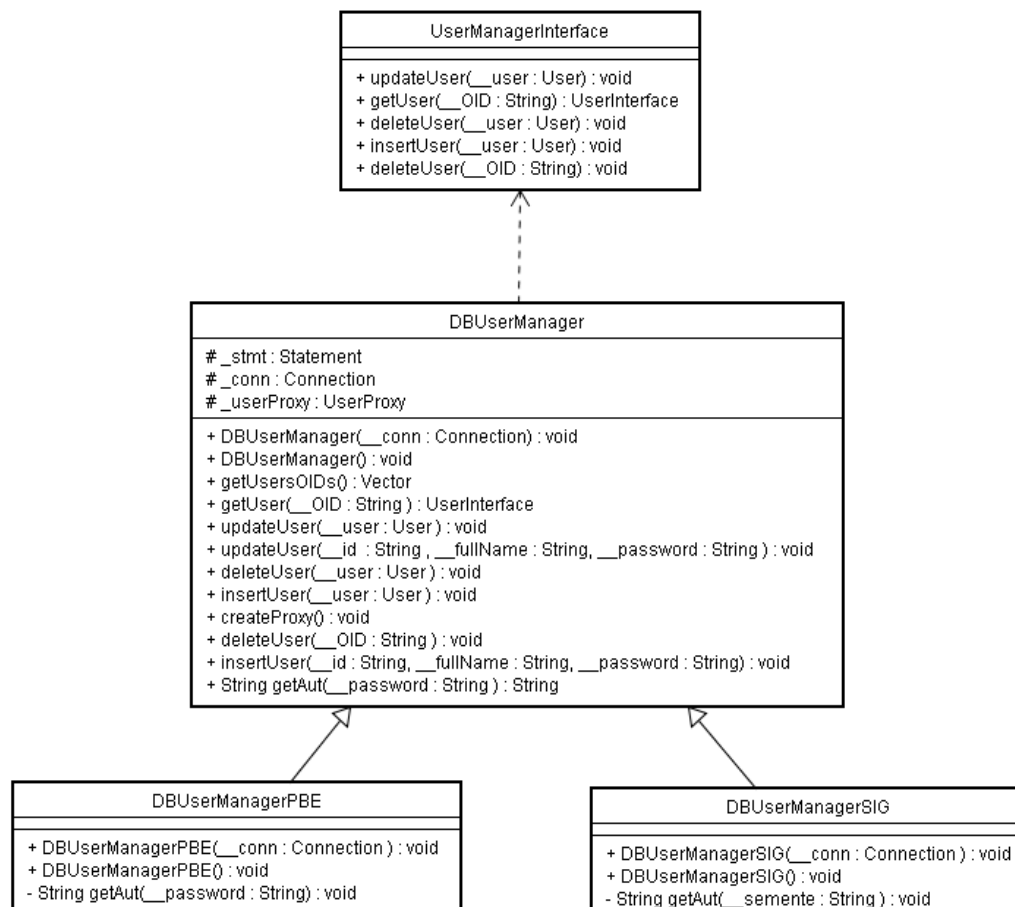 UserManagerInterface
+ updateUser(__user : User) : void
+ getUser(__OID : String) : UserInterface
+ deleteUser(__user : User) : void
+ insertUser(__user : User) : void
+ deleteUser(__OID : String) : void
DBUserManager
# _stmt : Statement
# _conn : Connection
# _userProxy : UserProxy
+ DBUserManager(__conn : Connection) : void
+ DBUserManager() : void
+ getUsersOIDs() : Vector
+ getUser(__OID : String ) : UserInterface
+ updateUser(__user : User ) : void
+ updateUser(__id : String , __fullName : String, __password : String ) : void
+ deleteUser(__user : User ) : void
+ insertUser(__user : User ) : void
+ createProxy() : void
+ deleteUser(__OID : String ) : void
+ insertUser(__id : String, __fullName : String, __password : String) : void
+ String getAut(__password : String ) : String
DBUserManagerPBE
+ DBUserManagerPBE(__conn : Connection ) : void
+ DBUserManagerPBE() : void
- String getAut(__password : String) : void
DBUserManagerSIG
+ DBUserManagerSIG(__conn : Connection ) : void
+ DBUserManagerSIG() : void
- String getAut(__semente : String ) : void